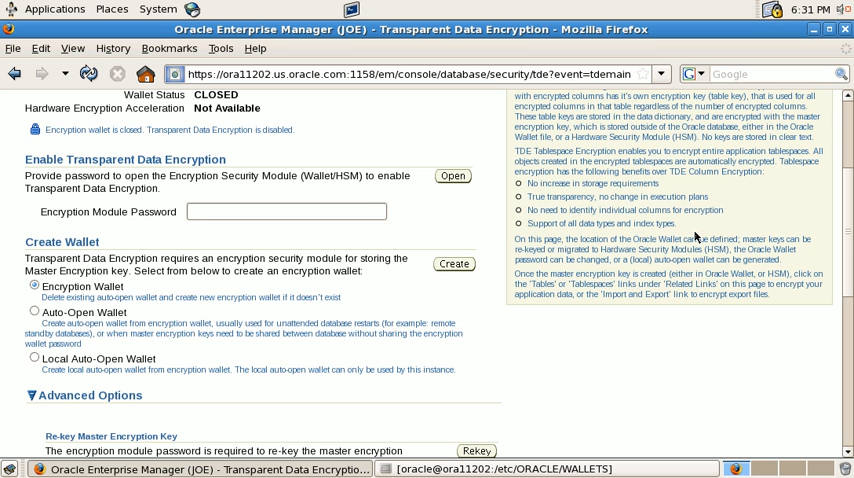 Applications Places System 6:31 PM
Oracle Enterprise Manager (JOE) - Transparent Data Encryption - Mozilla Firefox
File Edit View History Bookmarks Tools Help
https://ora11202.us.oracle.com:1158/em/console/database/security/tde?event=tdemain
Google
Wallet Status CLOSED
Hardware Encryption Acceleration Not Available
Encryption wallet is closed. Transparent Data Encryption is disabled.
Enable Transparent Data Encryption
Provide password to open the Encryption Security Module (Wallet/HSM) to enable
Transparent Data Encryption.
Open
Encryption Module Password
Create Wallet
Transparent Data Encryption requires an encryption security module for storing the
Master Encryption key. Select from below to create an encryption wallet:
Create
Encryption Wallet
Delete existing auto-open wallet and create new encryption wallet if it doesn't exist
Auto-Open Wallet
Create auto-open wallet from encryption wallet, usually used for unattended database restarts (for example: remote
standby databases), or when master encryption keys need to be shared between database without sharing the encryption
wallet password
Local Auto-Open Wallet
Create local auto-open wallet from encryption wallet. The local auto-open wallet can only be used by this instance.
Advanced Options
Re-key Master Encryption Key
The encryption module password is required to re-key the master encryption
Rekey
with encrypted columns has it's own encryption key (table key), that is used for all
encrypted columns in that table regardless of the number of encrypted columns.
These table keys are stored in the data dictionary, and are encrypted with the master
encryption key, which is stored outside of the Oracle database, either in the Oracle
Wallet file, or a Hardware Security Module (HSM). No keys are stored in clear text.
TDE Tablespace Encryption enables you to encrypt entire application tablespaces. All
objects created in the encrypted tablespaces are automatically encrypted. Tablespace
encryption has the following benefits over TDE Column Encryption:
No increase in storage requirements
True transparency, no change in execution plans
No need to identify individual columns for encryption
Support of all data types and index types.
On this page, the location of the Oracle Wallet can be defined; master keys can be
re-keyed or migrated to Hardware Security Modules (HSM), the Oracle Wallet
password can be changed, or a (local) auto-open wallet can be generated.
Once the master encryption key is created (either in Oracle Wallet, or HSM), click on
the 'Tables' or 'Tablespaces' links under 'Related Links' on this page to encrypt your
application data, or the 'Import and Export' link to encrypt export files.
Oracle Enterprise Manager (JOE) - Transparent Data Encryptio...
[oracle@ora11202:/etc/ORACLE/WALLETS]